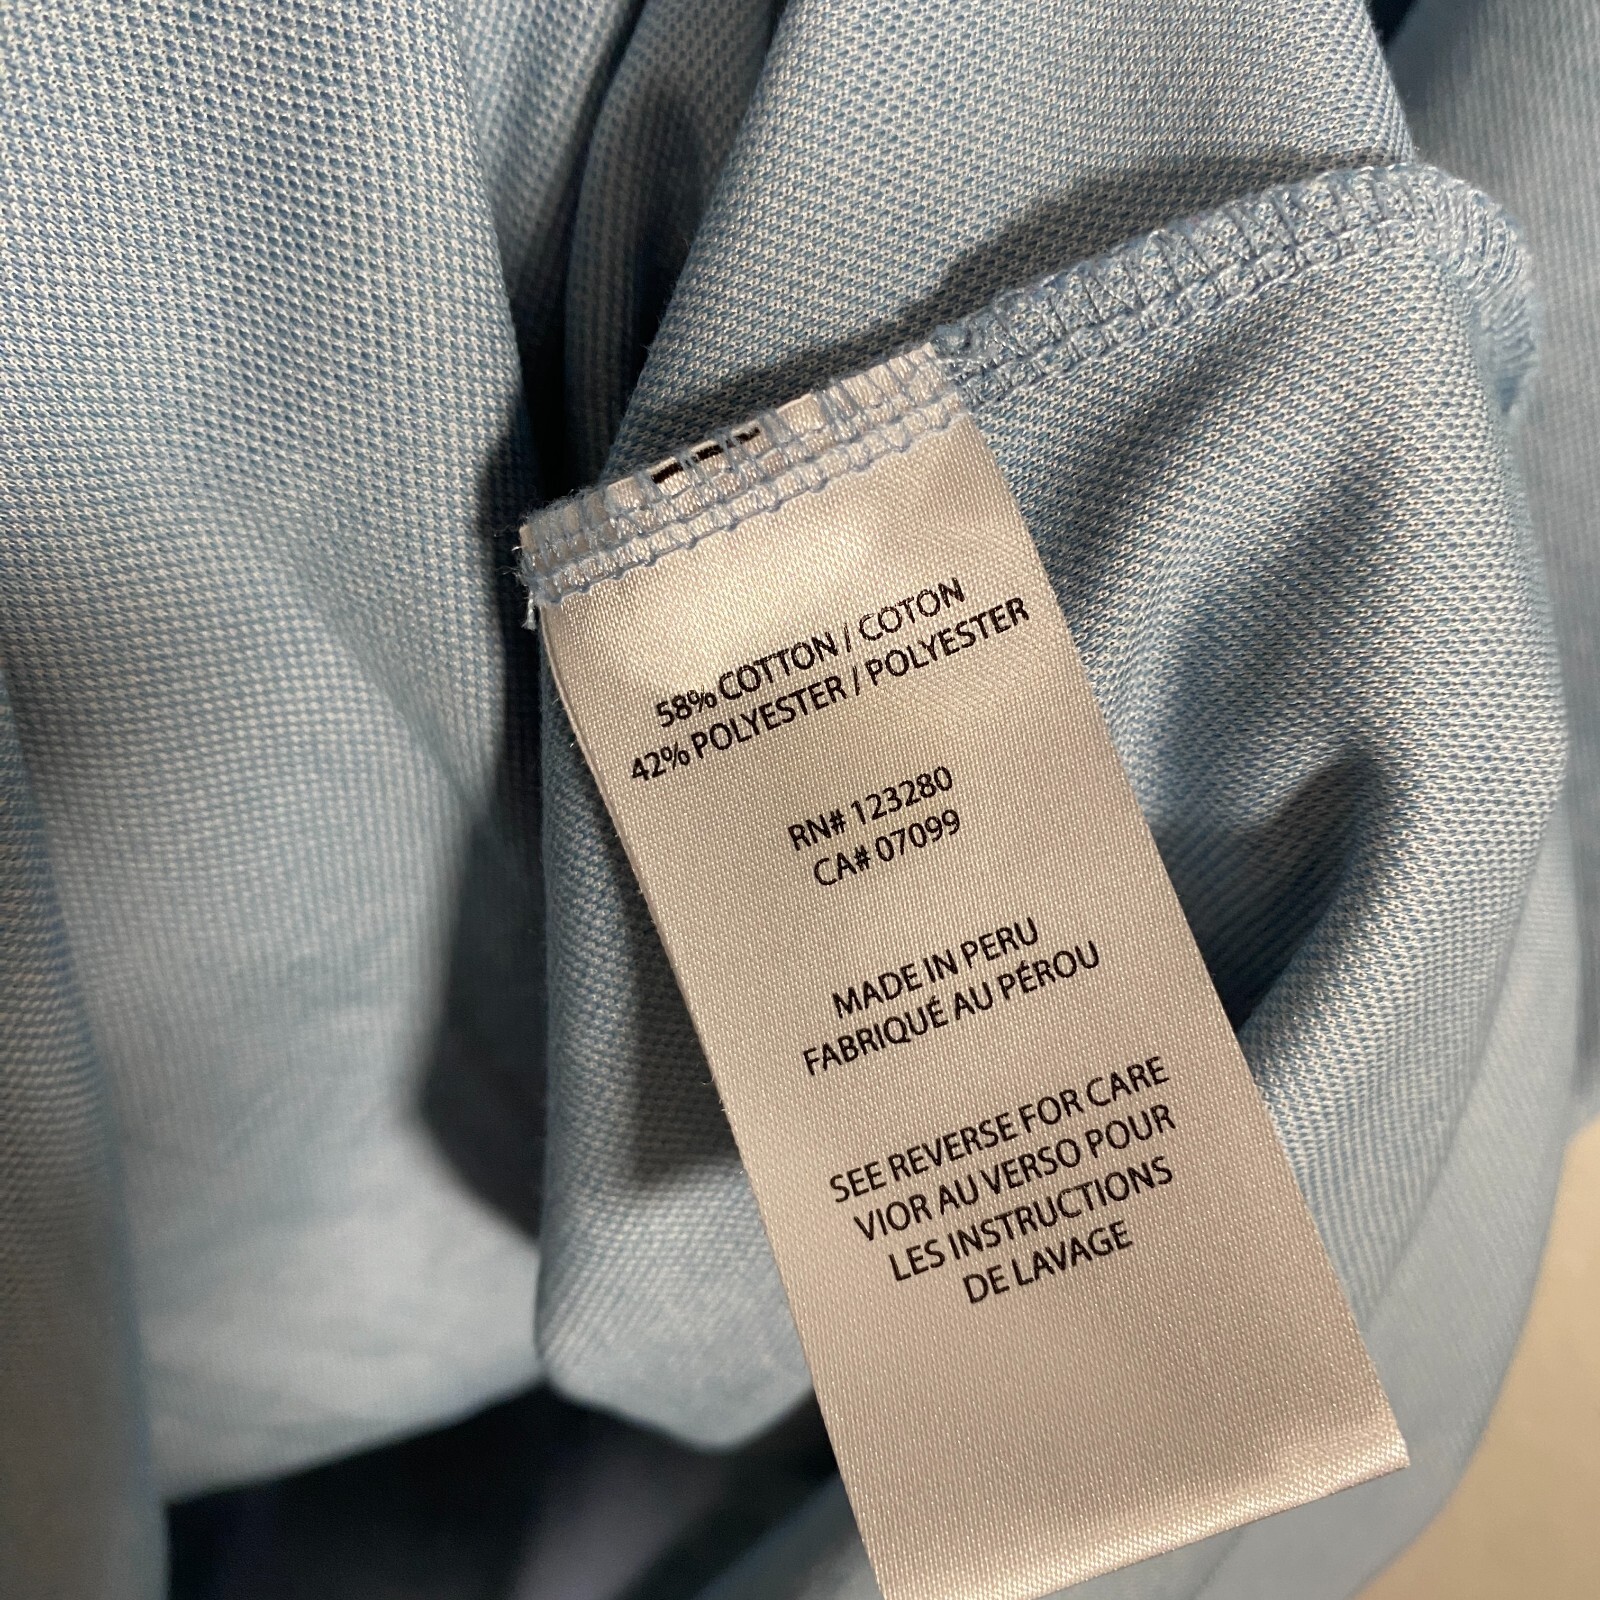 58% COTTON / COTON
42% POLYESTER / POLYESTER
RN# 123280
CA# 07099
MADE IN PERU
FABRIQUÉ AU PÉROU
SEE REVERSE FOR CARE
VIOR AU VERSO POUR
LES INSTRUCTIONS
DE LAVAGE